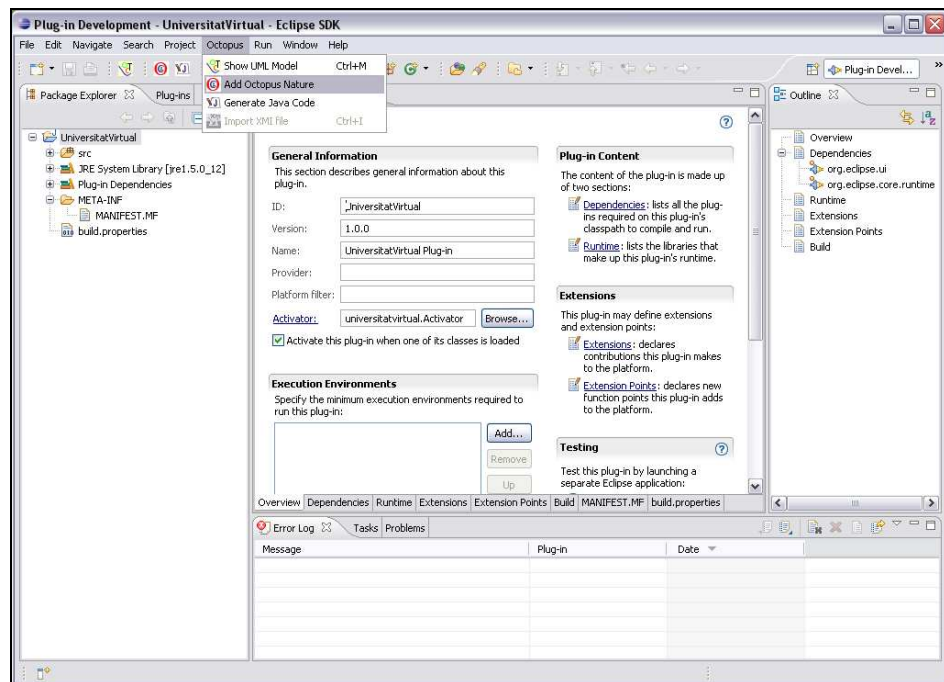 Plug-in Development - UniversitatVirtual - Eclipse SDK
File Edit Navigate Search Project Octopus Run Window Help
Show UML Model Ctrl+M
Add Octopus Nature
Generate Java Code
Import XMI file Ctrl+I
Plug-in Devel...
»
Package Explorer Plug-ins
UniversitatVirtual
src
JRE System Library [jre1.5.0_12]
Plug-in Dependencies
META-INF
MANIFEST.MF
build.properties
General Information
This section describes general information about this
plug-in.
ID: UniversitatVirtual
Version: 1.0.0
Name: UniversitatVirtual Plug-in
Provider:
Platform filter:
Activator: universitatvirtual.Activator Browse...
Activate this plug-in when one of its classes is loaded
Execution Environments
Specify the minimum execution environments required to
run this plug-in:
Add...
Remove
Up
Plug-in Content
The content of the plug-in is made up
of two sections:
Dependencies: lists all the plug-
ins required on this plug-in's
classpath to compile and run.
Runtime: lists the libraries that
make up this plug-in's runtime.
Extensions
This plug-in may define extensions
and extension points:
Extensions: declares
contributions this plug-in makes
to the platform.
Extension Points: declares new
function points this plug-in adds
to the platform.
Testing
Test this plug-in by launching a
separate Eclipse application:
Overview Dependencies Runtime Extensions Extension Points Build MANIFEST.MF build.properties
Outline
Overview
Dependencies
org.eclipse.ui
org.eclipse.core.runtime
Runtime
Extensions
Extension Points
Build
Error Log Tasks Problems
Message Plug-in Date